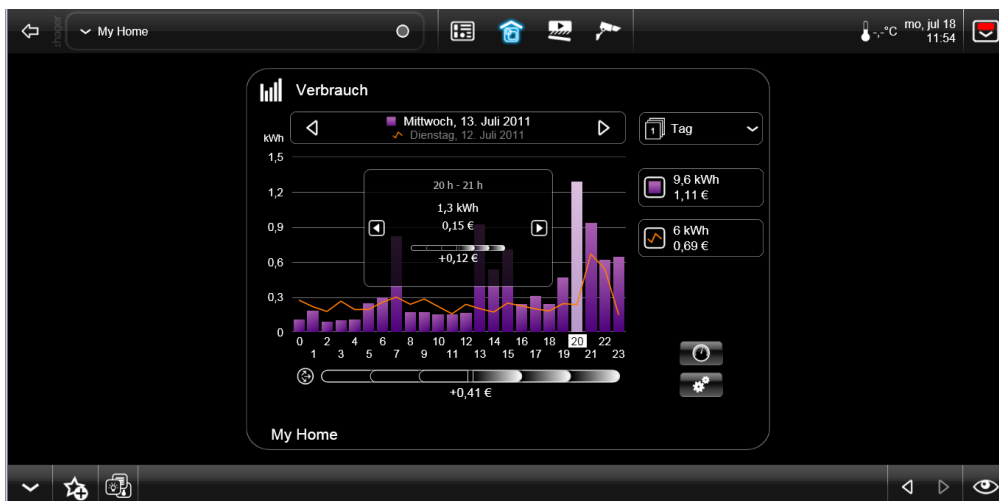 :hager
My Home
-,-°C
mo, jul 18
11:54
Verbrauch
Mittwoch, 13. Juli 2011
Dienstag, 12. Juli 2011
1 Tag
kWh
1,5
1,2
0,9
0,6
0,3
0
20 h - 21 h
1,3 kWh
0,15 €
+0,12 €
9,6 kWh
1,11 €
6 kWh
0,69 €
0 2 4 6 8 10 12 14 16 18 20 22
1 3 5 7 9 11 13 15 17 19 21 23
+0,41 €
My Home